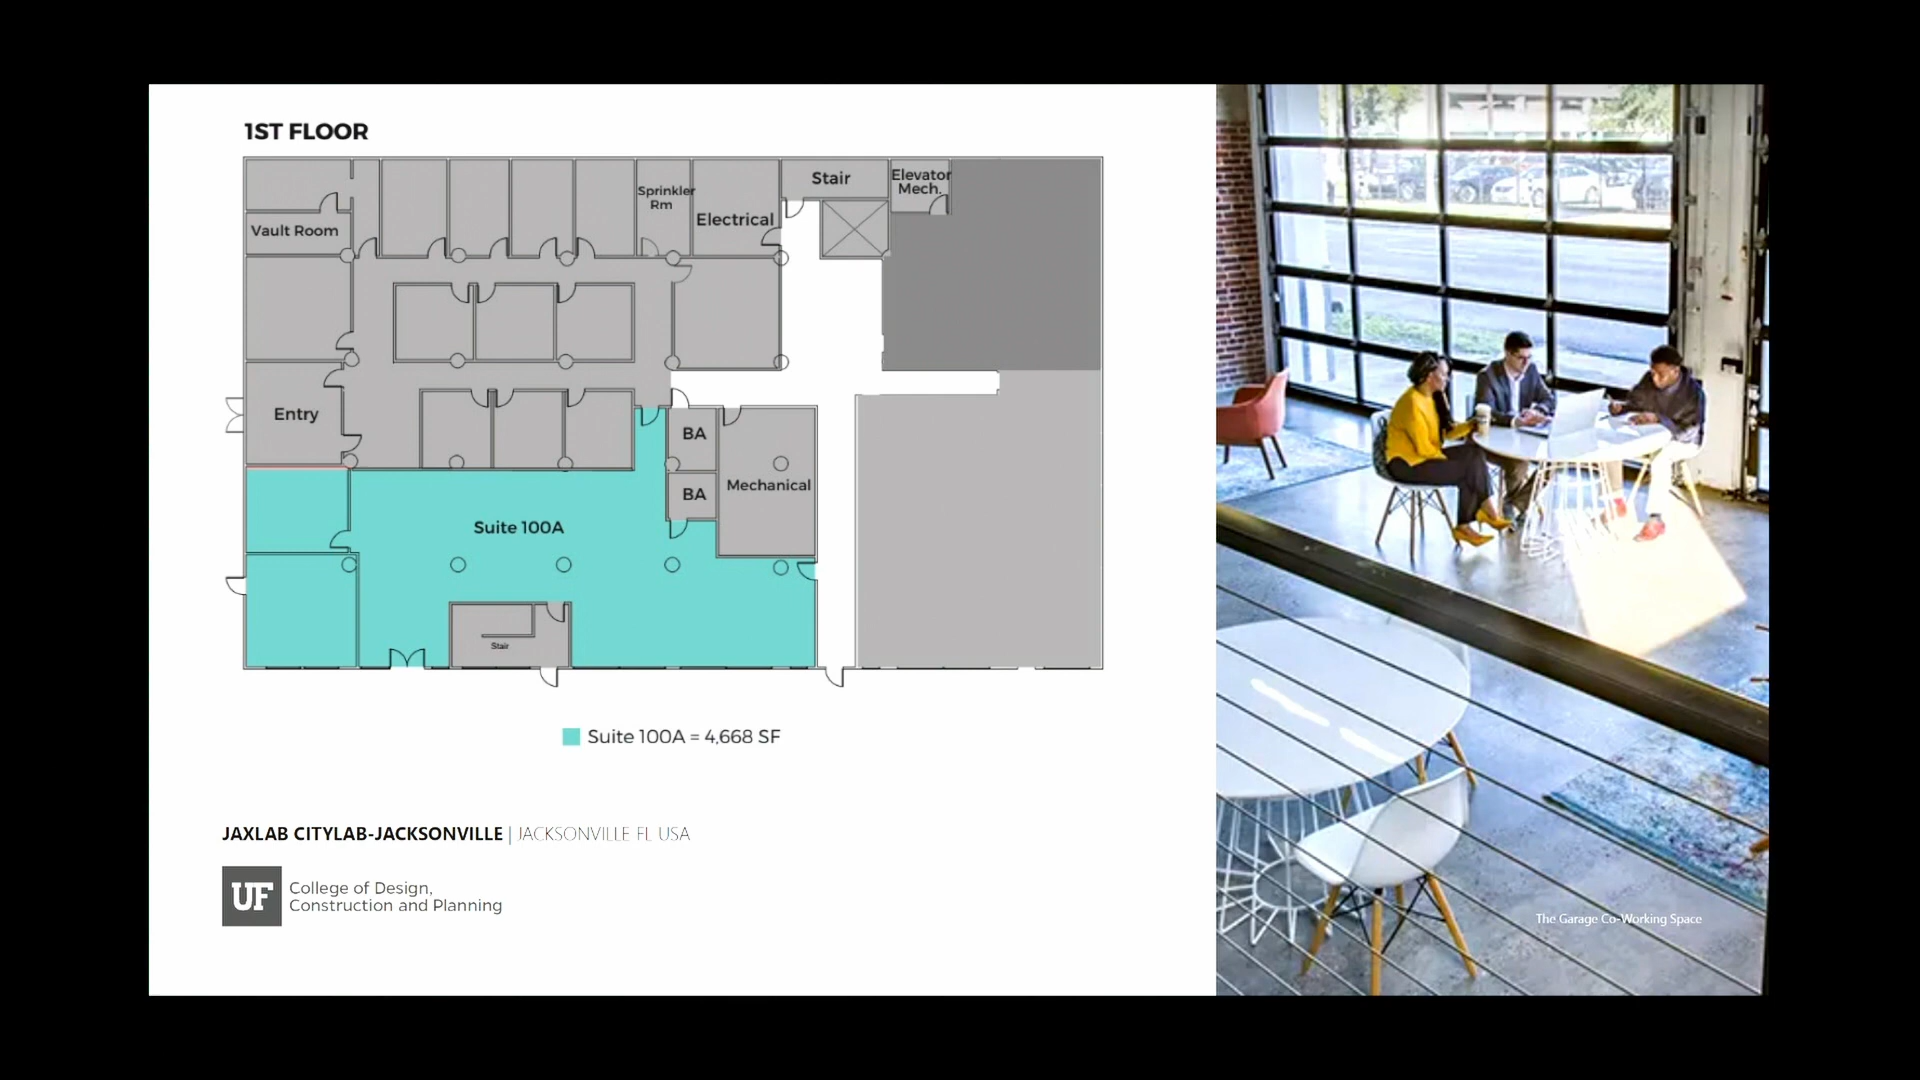 1ST FLOOR
Stair
Elevator
Mech.
Sprinkler
Rm
Electrical
Vault Room
Entry
BA
BA
Mechanical
Suite 100A
Stair
Suite 100A = 4,668 SF
JAXLAB CITYLAB-JACKSONVILLE | JACKSONVILLE FL USA
UF
College of Design,
Construction and Planning
The Garage Co-Working Space